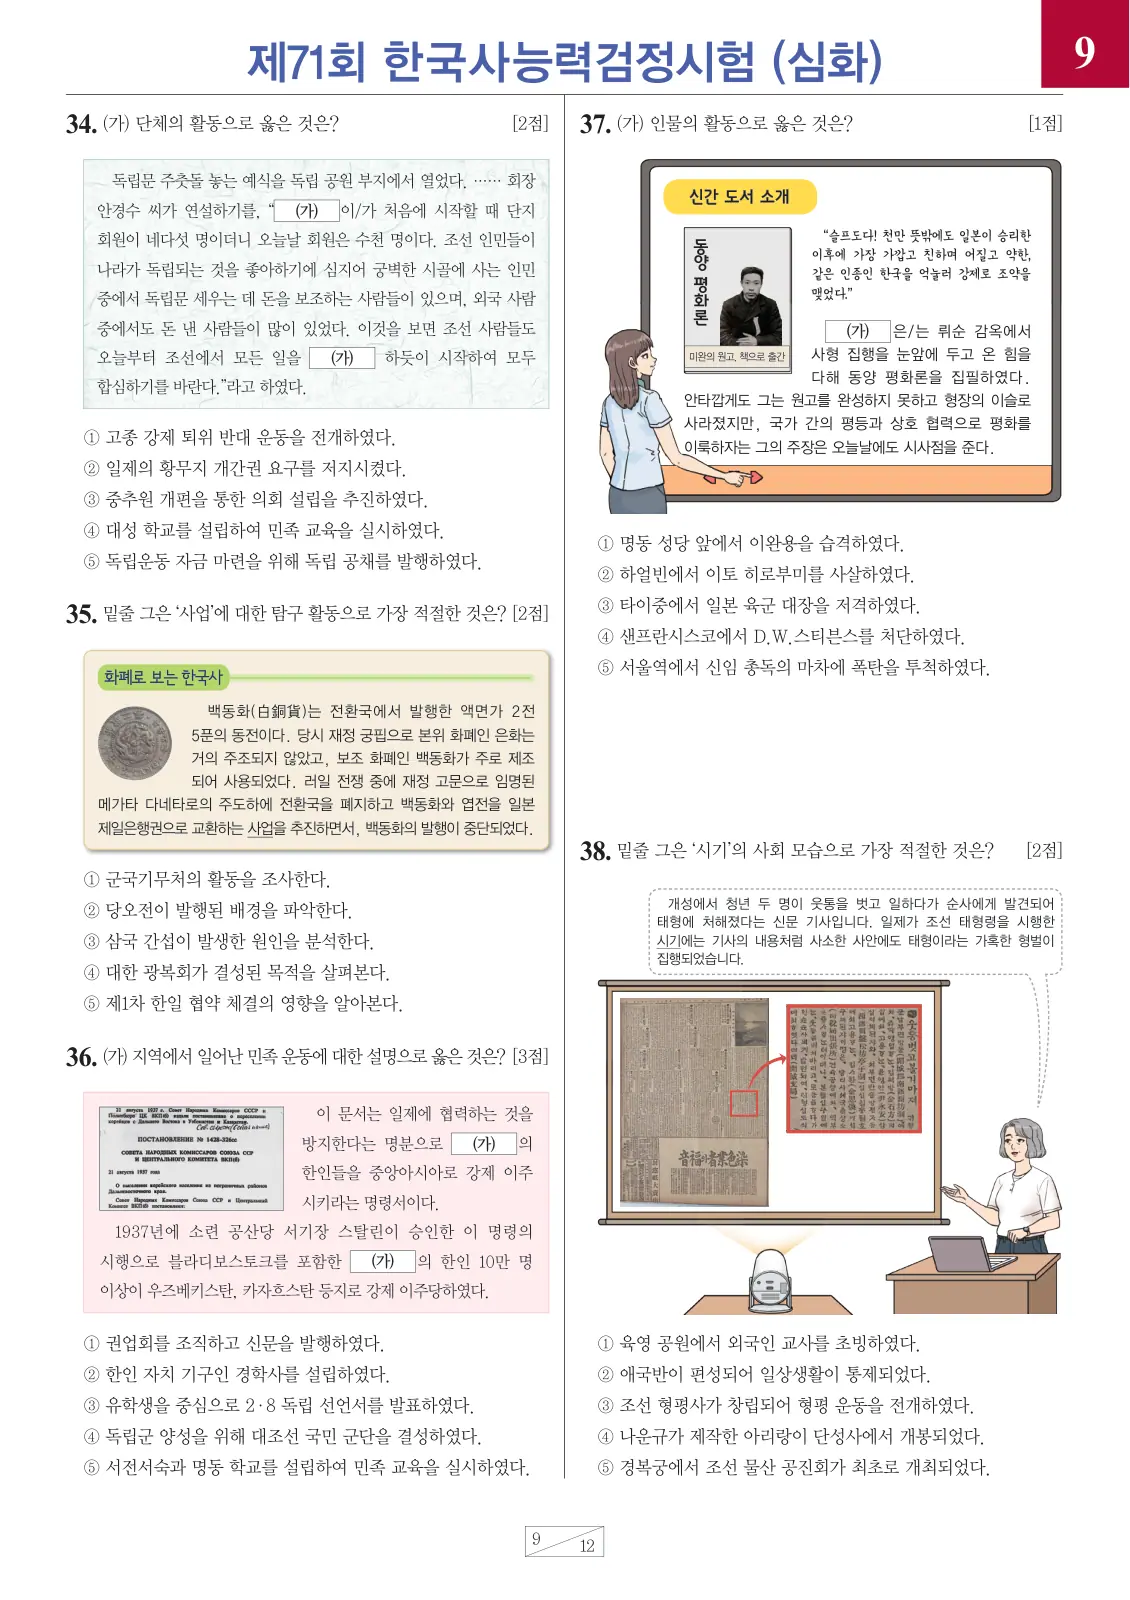 제71회 한국사능력검정시험 (심화)
9
34. (가) 단체의 활동으로 옳은 것은? [2점]
독립문 주춧돌 놓는 예식을 독립 공원 부지에서 열었다. …… 회장
안경수 씨가 연설하기를, “ (가) 이/가 처음에 시작할 때 단지
회원이 네다섯 명이더니 오늘날 회원은 수천 명이다. 조선 인민들이
나라가 독립되는 것을 좋아하기에 심지어 궁벽한 시골에 사는 인민
중에서 독립문 세우는 데 돈을 보조하는 사람들이 있으며, 외국 사람
중에서도 돈 낸 사람들이 많이 있었다. 이것을 보면 조선 사람들도
오늘부터 조선에서 모든 일을 (가) 하듯이 시작하여 모두
합심하기를 바란다.”라고 하였다.
① 고종 강제 퇴위 반대 운동을 전개하였다.
② 일제의 황무지 개간권 요구를 저지시켰다.
③ 중추원 개편을 통한 의회 설립을 추진하였다.
④ 대성 학교를 설립하여 민족 교육을 실시하였다.
⑤ 독립운동 자금 마련을 위해 독립 공채를 발행하였다.
35. 밑줄 그은 ‘사업’에 대한 탐구 활동으로 가장 적절한 것은? [2점]
화폐로 보는 한국사
백동화(白銅貨)는 전환국에서 발행한 액면가 2전
5푼의 동전이다. 당시 재정 궁핍으로 본위 화폐인 은화는
거의 주조되지 않았고, 보조 화폐인 백동화가 주로 제조
되어 사용되었다. 러일 전쟁 중에 재정 고문으로 임명된
메가타 다네타로의 주도하에 전환국을 폐지하고 백동화와 엽전을 일본
제일은행권으로 교환하는 사업을 추진하면서, 백동화의 발행이 중단되었다.
① 군국기무처의 활동을 조사한다.
② 당오전이 발행된 배경을 파악한다.
③ 삼국 간섭이 발생한 원인을 분석한다.
④ 대한 광복회가 결성된 목적을 살펴본다.
⑤ 제1차 한일 협약 체결의 영향을 알아본다.
36. (가) 지역에서 일어난 민족 운동에 대한 설명으로 옳은 것은? [3점]
ПОСТАНОВЛЕНИЕ № 1428-326сс
СОВЕТА НАРОДНЫХ КОМИССАРОВ СОЮЗА ССР
И ЦЕНТРАЛЬНОГО КОМИТЕТА ВКП(б)
21 августа 1937 года
О выселении корейского населения из пограничных районов
Дальневосточного края.
Совет Народных Комиссаров Союза ССР и Центральный
Комитет ВКП(б) постановляют:
이 문서는 일제에 협력하는 것을
방지한다는 명분으로 (가) 의
한인들을 중앙아시아로 강제 이주
시키라는 명령서이다.
1937년에 소련 공산당 서기장 스탈린이 승인한 이 명령의
시행으로 블라디보스토크를 포함한 (가) 의 한인 10만 명
이상이 우즈베키스탄, 카자흐스탄 등지로 강제 이주당하였다.
① 권업회를 조직하고 신문을 발행하였다.
② 한인 자치 기구인 경학사를 설립하였다.
③ 유학생을 중심으로 2·8 독립 선언서를 발표하였다.
④ 독립군 양성을 위해 대조선 국민 군단을 결성하였다.
⑤ 서전서숙과 명동 학교를 설립하여 민족 교육을 실시하였다.
37. (가) 인물의 활동으로 옳은 것은? [1점]
신간 도서 소개
동양 평화론
미완의 원고, 책으로 출간
“슬프도다! 천만 뜻밖에도 일본이 승리한
이후에 가장 가깝고 친하며 어질고 약한,
같은 인종인 한국을 억눌러 강제로 조약을
맺었다.”
(가) 은/는 뤼순 감옥에서
사형 집행을 눈앞에 두고 온 힘을
다해 동양 평화론을 집필하였다.
안타깝게도 그는 원고를 완성하지 못하고 형장의 이슬로
사라졌지만, 국가 간의 평등과 상호 협력으로 평화를
이룩하자는 그의 주장은 오늘날에도 시사점을 준다.
① 명동 성당 앞에서 이완용을 습격하였다.
② 하얼빈에서 이토 히로부미를 사살하였다.
③ 타이중에서 일본 육군 대장을 저격하였다.
④ 샌프란시스코에서 D.W.스티븐스를 처단하였다.
⑤ 서울역에서 신임 총독의 마차에 폭탄을 투척하였다.
38. 밑줄 그은 ‘시기’의 사회 모습으로 가장 적절한 것은? [2점]
개성에서 청년 두 명이 웃통을 벗고 일하다가 순사에게 발견되어
태형에 처해졌다는 신문 기사입니다. 일제가 조선 태형령을 시행한
시기에는 기사의 내용처럼 사소한 사안에도 태형이라는 가혹한 형벌이
집행되었습니다.
① 육영 공원에서 외국인 교사를 초빙하였다.
② 애국반이 편성되어 일상생활이 통제되었다.
③ 조선 형평사가 창립되어 형평 운동을 전개하였다.
④ 나운규가 제작한 아리랑이 단성사에서 개봉되었다.
⑤ 경복궁에서 조선 물산 공진회가 최초로 개최되었다.
9
12